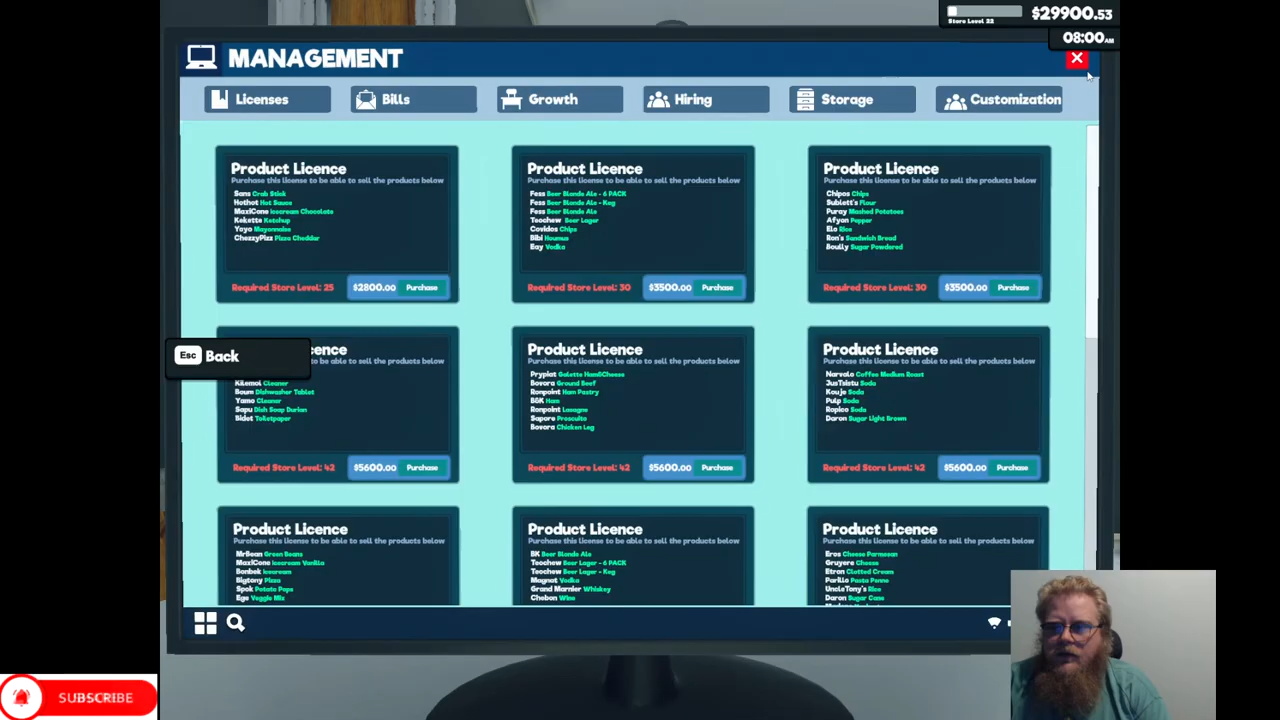 $29900.53
Store Level 22
08:00AM
MANAGEMENT
Licenses
Bills
Growth
Hiring
Storage
Customization
Product Licence
Purchase this license to be able to sell the products below
Sans Crab Stick
Hothot Hot Sauce
MaxiCone Icecream Chocolate
Kekette Ketchup
Yoyo Mayonnaise
ChezzyPizz Pizza Cheddar
Required Store Level: 25
$2800.00
Purchase
Product Licence
Purchase this license to be able to sell the products below
Fess Beer Blonde Ale - 6 PACK
Fess Beer Blonde Ale - Keg
Fess Beer Blonde Ale
Teochew Beer Lager
Covidos Chips
Bibi Houmus
Bay Vodka
Required Store Level: 30
$3500.00
Purchase
Product Licence
Purchase this license to be able to sell the products below
Chipos Chips
Sublett's Flour
Puray Mashed Potatoes
Afyon Pepper
Elo Rice
Ron's Sandwich Bread
Boully Sugar Powdered
Required Store Level: 30
$3500.00
Purchase
Esc Back
cence
to be able to sell the products below
Kilemol Cleaner
Baum Dishwasher Tablet
Yamo Cleaner
Sapu Dish Soap Durian
Bidet Toiletpaper
Required Store Level: 42
$5600.00
Purchase
Product Licence
Purchase this license to be able to sell the products below
Prypiat Galette Ham&Cheese
Bovora Ground Beef
Ronpoint Ham Pastry
B&K Ham
Ronpoint Lasagna
Sapore Prosciuto
Bovora Chicken Leg
Required Store Level: 42
$5600.00
Purchase
Product Licence
Purchase this license to be able to sell the products below
Narvalo Coffee Medium Roast
JusTsistu Soda
Kouje Soda
Pulp Soda
Ropico Soda
Daron Sugar Light Brown
Required Store Level: 42
$5600.00
Purchase
Product Licence
Purchase this license to be able to sell the products below
MrBean Green Beans
MaxiCone Icecream Vanilla
Bonbek Icecream
Bigtony Pizza
Spok Potato Pops
Ege Veggie Mix
Product Licence
Purchase this license to be able to sell the products below
BK Beer Blonde Ale
Teochew Beer Lager - 6 PACK
Teochew Beer Lager - Keg
Magnat Vodka
Grand Marnier Whiskey
Chebon Wine
Product Licence
Purchase this license to be able to sell the products below
Eros Cheese Parmesan
Gruyere Cheese
Etran Clotted Cream
Parillo Pasta Penne
UncleTony's Rice
Daron Sugar Cane
SUBSCRIBE